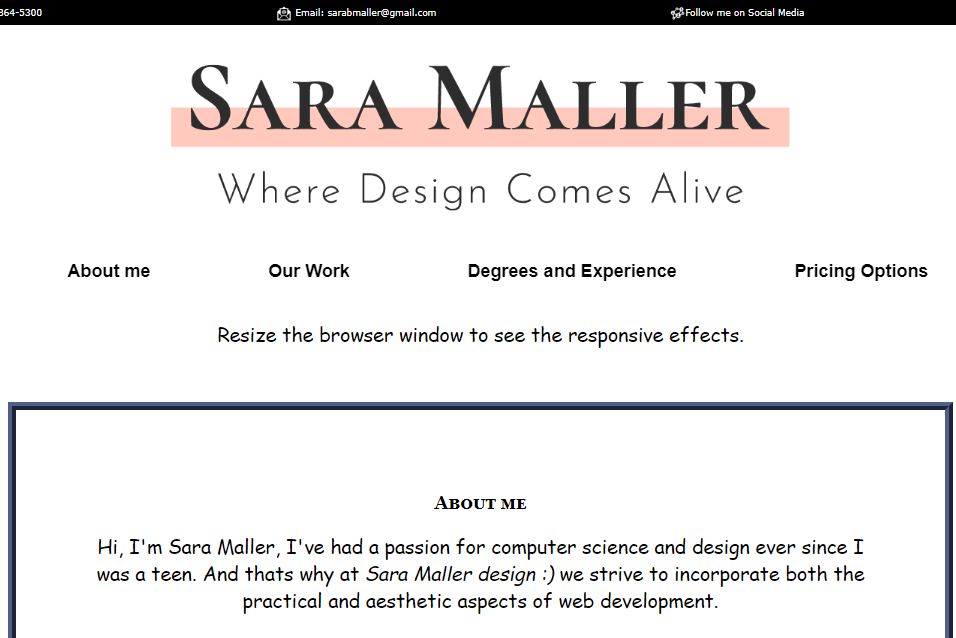 364-5300 Email: sarabmaller@gmail.com Follow me on Social Media
Sara Maller
Where Design Comes Alive
About me Our Work Degrees and Experience Pricing Options
Resize the browser window to see the responsive effects.
About me
Hi, I'm Sara Maller, I've had a passion for computer science and design ever since I
was a teen. And thats why at Sara Maller design :) we strive to incorporate both the
practical and aesthetic aspects of web development.